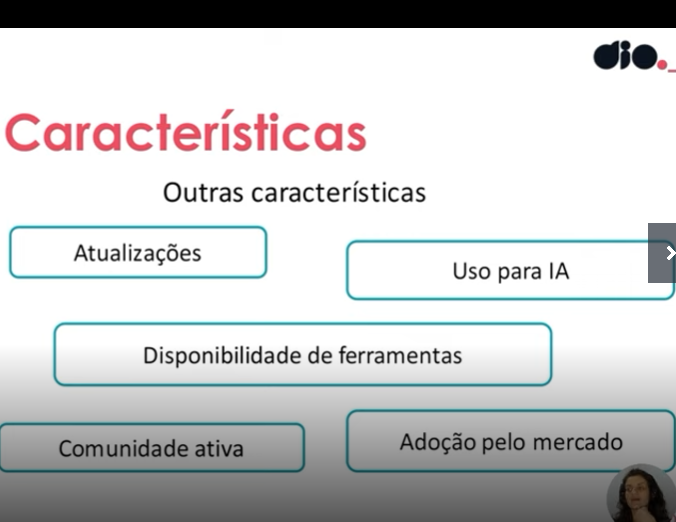 dio._
Características
Outras características
Atualizações
Uso para IA
Disponibilidade de ferramentas
Comunidade ativa
Adoção pelo mercado